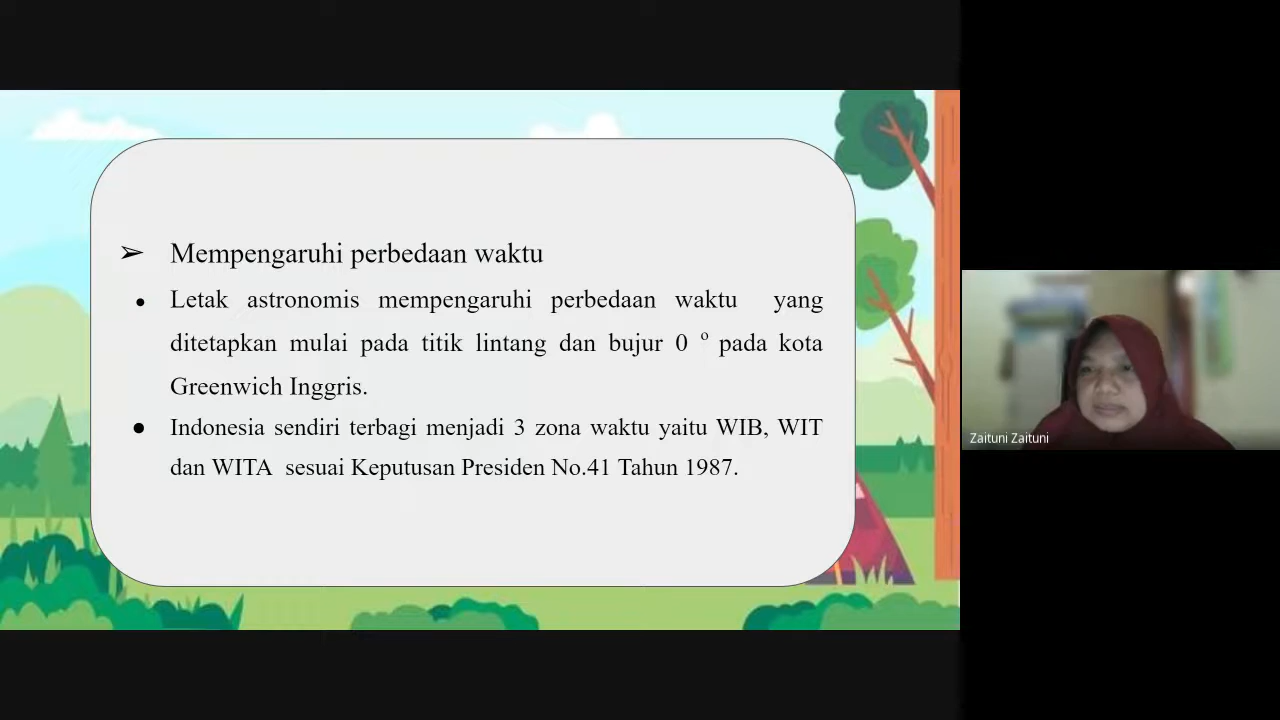 ➢ Mempengaruhi perbedaan waktu
● Letak astronomis mempengaruhi perbedaan waktu yang
ditetapkan mulai pada titik lintang dan bujur 0 º pada kota
Greenwich Inggris.
● Indonesia sendiri terbagi menjadi 3 zona waktu yaitu WIB, WIT
dan WITA sesuai Keputusan Presiden No.41 Tahun 1987.
Zaituni Zaituni